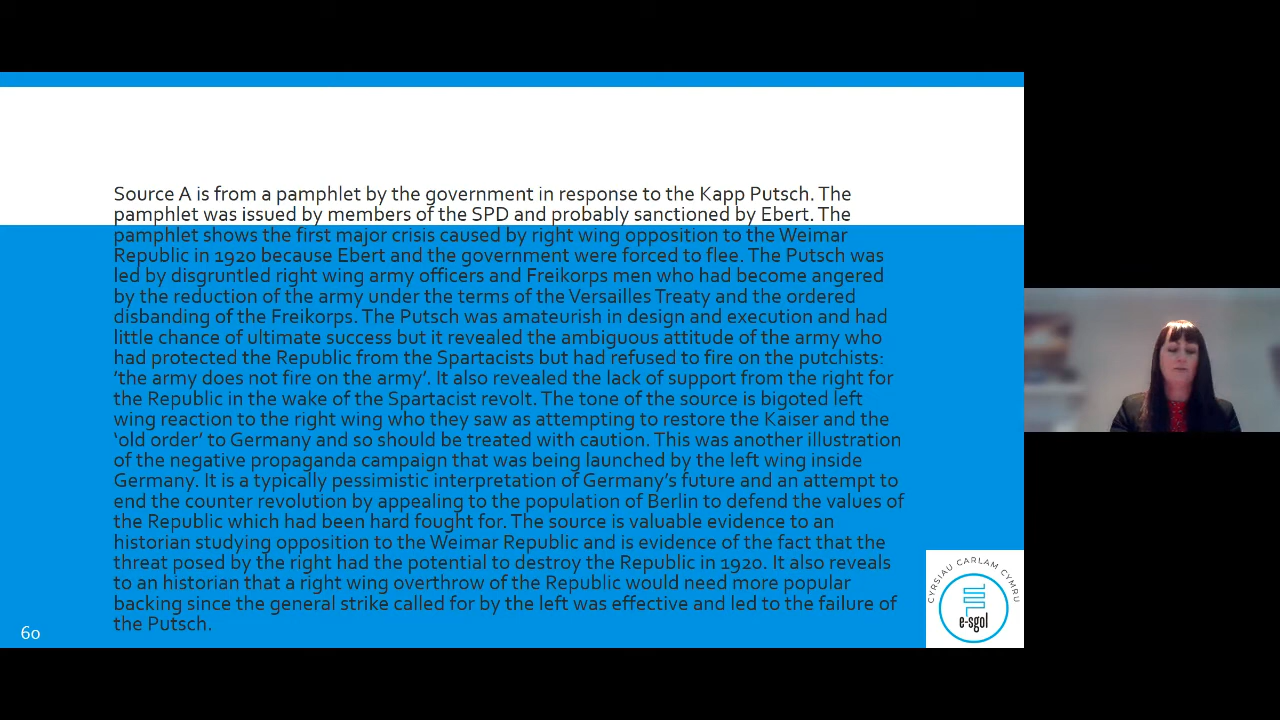 Source A is from a pamphlet by the government in response to the Kapp Putsch. The
pamphlet was issued by members of the SPD and probably sanctioned by Ebert. The
pamphlet shows the first major crisis caused by right wing opposition to the Weimar
Republic in 1920 because Ebert and the government were forced to flee. The Putsch was
led by disgruntled right wing army officers and Freikorps men who had become angered
by the reduction of the army under the terms of the Versailles Treaty and the ordered
disbanding of the Freikorps. The Putsch was amateurish in design and execution and had
little chance of ultimate success but it revealed the ambiguous attitude of the army who
had protected the Republic from the Spartacists but had refused to fire on the putchists:
'the army does not fire on the army'. It also revealed the lack of support from the right for
the Republic in the wake of the Spartacist revolt. The tone of the source is bigoted left
wing reaction to the right wing who they saw as attempting to restore the Kaiser and the
'old order' to Germany and so should be treated with caution. This was another illustration
of the negative propaganda campaign that was being launched by the left wing inside
Germany. It is a typically pessimistic interpretation of Germany's future and an attempt to
end the counter revolution by appealing to the population of Berlin to defend the values of
the Republic which had been hard fought for. The source is valuable evidence to an
historian studying opposition to the Weimar Republic and is evidence of the fact that the
threat posed by the right had the potential to destroy the Republic in 1920. It also reveals
to an historian that a right wing overthrow of the Republic would need more popular
backing since the general strike called for by the left was effective and led to the failure of
the Putsch.
60
CYRSIAU CARLAM CYMRU
e-sgol